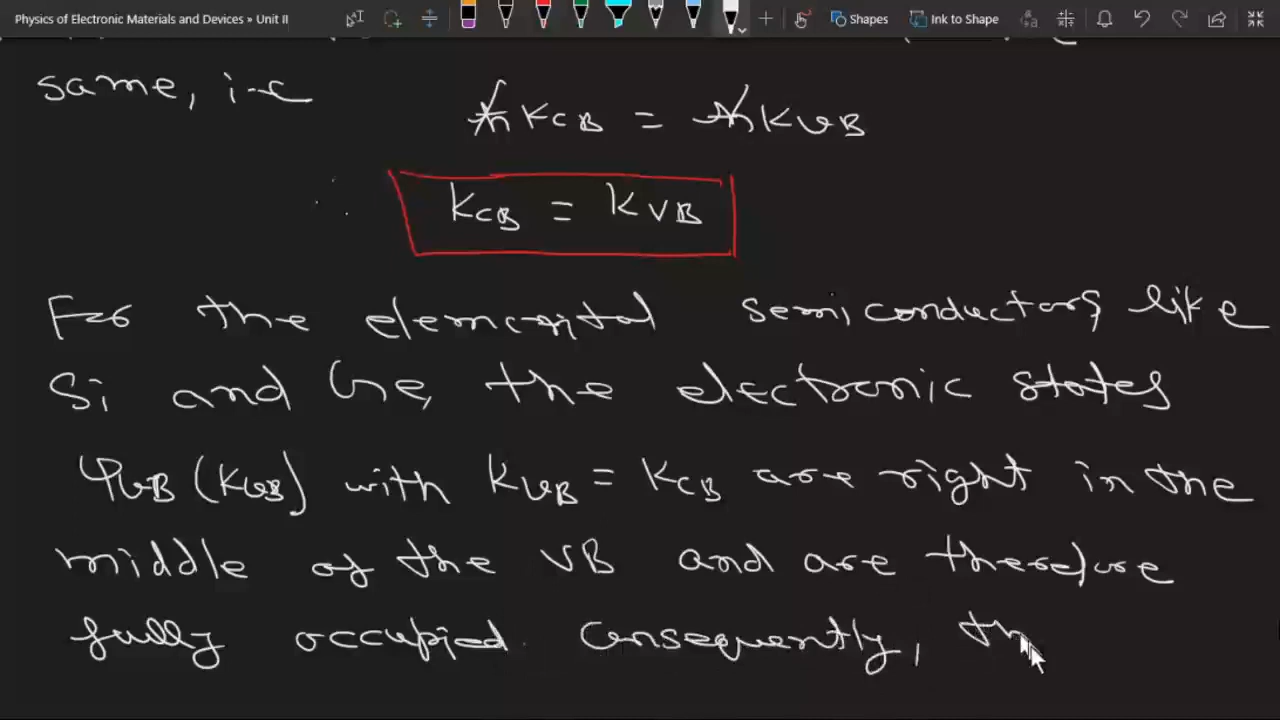 Physics of Electronic Materials and Devices » Unit II
Shapes
Ink to Shape
same, i-e
ℏ KCB = ℏ KVB
∴ KCB = KVB
For the elemental semiconductors like
Si and Ge, the electronic states
ΨVB (KVB) with KVB = KCB are right in the
middle of the VB and are therefore
fully occupied. Consequently, th